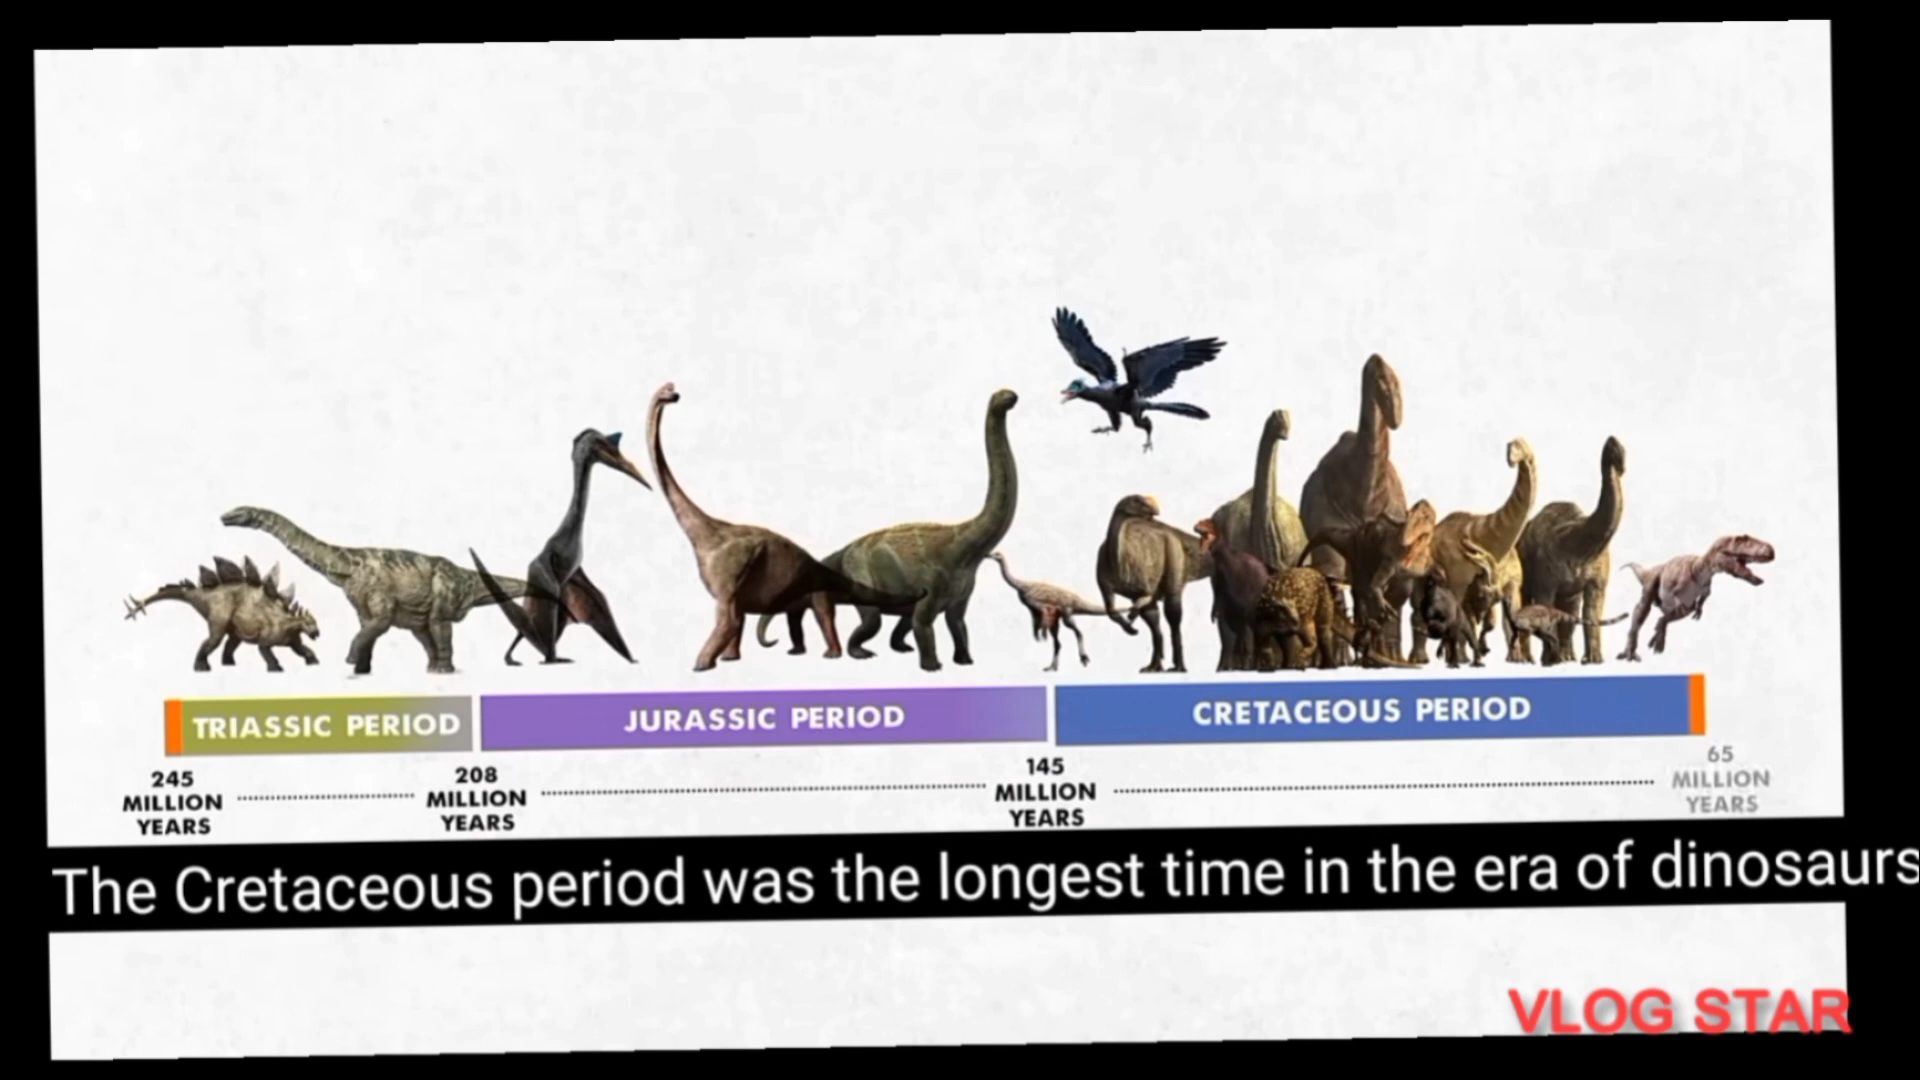 TRIASSIC PERIOD
JURASSIC PERIOD
CRETACEOUS PERIOD
245
MILLION
YEARS
208
MILLION
YEARS
145
MILLION
YEARS
65
MILLION
YEARS
The Cretaceous period was the longest time in the era of dinosaurs
VLOG STAR